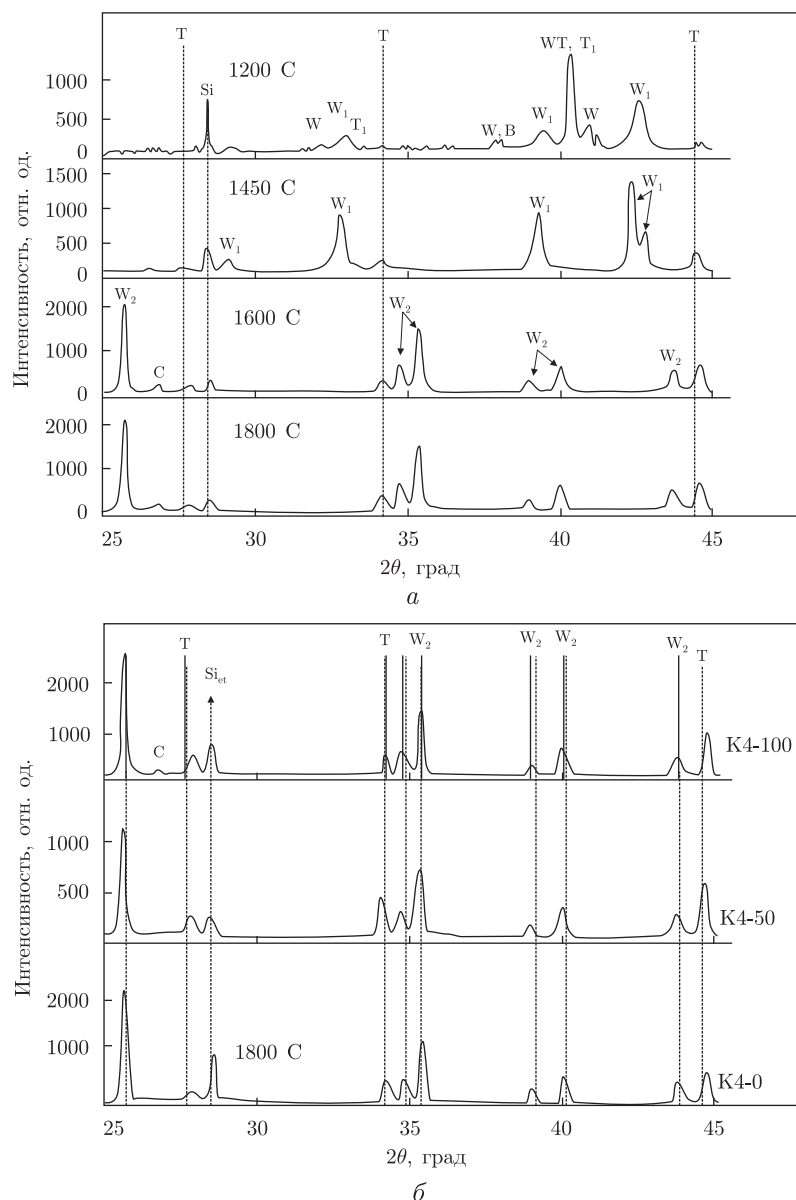 T T T
WT, T₁
1200 C
1000 Si
W₁
500 W T₁ W, B W₁ W W₁
0
1500 1450 C W₁
1000 W₁ W₁
500 W₁
0
W₂ 1600 C W₂
2000
1000 C W₂ W₂
0
1800 C
2000
1000
0
25 30 35 40 45
2θ, град
а
Интенсивность, отн. од.
T T W₂ W₂ W₂ W₂ T
Siet
2000
1000 C K4-100
1000
500 K4-50
2000
1000 1800 C
K4-0
25 30 35 40 45
2θ, град
б
Интенсивность, отн. од.